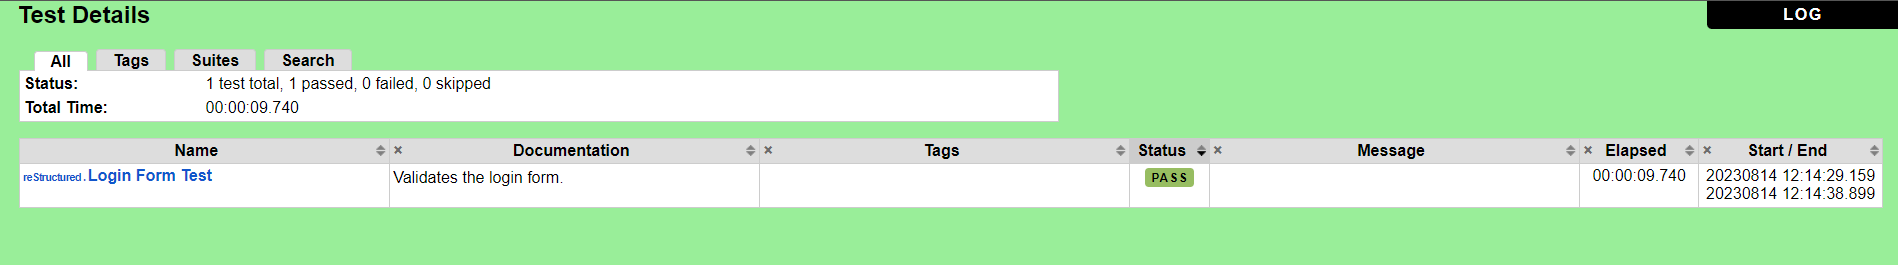 Test Details
LOG
All Tags Suites Search
Status: 1 test total, 1 passed, 0 failed, 0 skipped
Total Time: 00:00:09.740
× Name × Documentation × Tags Status × Message × Elapsed × Start / End
reStructured . Login Form Test Validates the login form. PASS 00:00:09.740 20230814 12:14:29.159
20230814 12:14:38.899